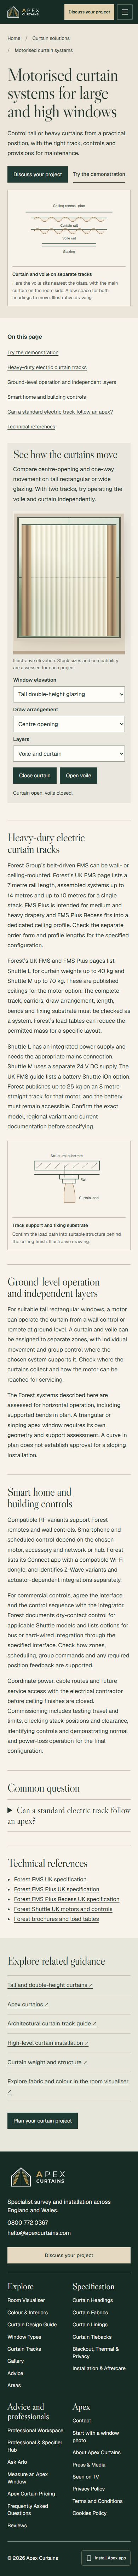 APEX
CURTAINS
Discuss your project
Home / Curtain solutions
/ Motorised curtain systems
Motorised curtain
systems for large
and high windows
Control tall or heavy curtains from a practical
position, with the right track, controls and
provisions for maintenance.
Discuss your project
Try the demonstration
Ceiling recess · plan
Curtain rail
Voile rail
Glazing
Curtain and voile on separate tracks
Here the voile sits nearest the glass, with the main
curtain on the room side. Allow space for both
headings to move. Illustrative drawing.
On this page
Try the demonstration
Heavy-duty electric curtain tracks
Ground-level operation and independent layers
Smart home and building controls
Can a standard electric track follow an apex?
Technical references
See how the curtains move
Compare centre-opening and one-way
movement on tall rectangular or wide
glazing. With two tracks, try operating the
voile and curtain independently.
Illustrative elevation. Stack sizes and compatibility
are assessed for each project.
Window elevation
Tall double-height glazing
Draw arrangement
Centre opening
Layers
Voile and curtain
Close curtain
Open voile
Curtain open, voile closed.
Heavy-duty electric
curtain tracks
Forest Group's belt-driven FMS can be wall- or
ceiling-mounted. Forest's UK FMS page lists a
7 metre rail length, assembled systems up to
14 metres and up to 10 metres for a single
stack. FMS Plus is intended for medium and
heavy drapery and FMS Plus Recess fits into a
dedicated ceiling profile. Check the separate
order form and profile lengths for the specified
configuration.
Forest's UK FMS and FMS Plus pages list
Shuttle L for curtain weights up to 40 kg and
Shuttle M up to 70 kg. These are published
ceilings for the motor option. The complete
track, carriers, draw arrangement, length,
bends and fixing substrate must be checked as
one system. Forest's load tables can reduce the
permitted mass for a specific layout.
Shuttle L has an integrated power supply and
needs the appropriate mains connection.
Shuttle M uses a separate 24 V DC supply. The
UK FMS guide lists a battery Shuttle iOn option.
Forest publishes up to 25 kg on an 8 metre
straight track for that motor, and the battery
must remain accessible. Confirm the exact
model, regional variant and current
documentation before specifying.
Structural substrate
Rail
Curtain load
Track support and fixing substrate
Confirm the load path into suitable structure behind
the ceiling finish. Illustrative drawing.
Ground-level operation
and independent layers
For suitable tall rectangular windows, a motor
can operate the curtain from a wall control or
remote at ground level. A curtain and voile can
be assigned to separate scenes, with individual
movement and group control where the
chosen system supports it. Check where the
curtains collect and how the motor can be
reached for servicing.
The Forest systems described here are
assessed for horizontal operation, including
supported bends in plan. A triangular or
sloping apex window requires its own
geometry and support assessment. A curve in
plan does not establish approval for a sloping
installation.
Smart home and
building controls
Compatible RF variants support Forest
remotes and wall controls. Smartphone and
scheduled control depend on the chosen
motor, accessory and network or hub. Forest
lists its Connect app with a compatible Wi-Fi
dongle, and identifies Z-Wave variants and
actuator-dependent integrations separately.
For commercial controls, agree the interface
and the control sequence with the integrator.
Forest documents dry-contact control for
applicable Shuttle models and lists options for
bus or hard-wired integration through the
specified interface. Check how zones,
scheduling, group commands and any required
position feedback are supported.
Coordinate power, cable routes and future
service access with the electrical contractor
before finishes are closed.
Commissioning includes testing travel and
limits, checking stack positions and clearance,
identifying controls and demonstrating normal
and power-loss operation for the final
configuration.
Common question
Can a standard electric track follow
an apex?
Technical references
Forest FMS UK specification
Forest FMS Plus UK specification
Forest FMS Plus Recess UK specification
Forest Shuttle UK motors and controls
Forest brochures and load tables
Explore related guidance
Tall and double-height curtains ↗
Apex curtains ↗
Architectural curtain track guide ↗
High-level curtain installation ↗
Curtain weight and structure ↗
Explore fabric and colour in the room visualiser
↗
Plan your curtain project
APEX
CURTAINS
Specialist survey and installation across
England and Wales.
0800 772 0367
hello@apexcurtains.com
Discuss your project
Explore
Room Visualiser
Colour & Interiors
Curtain Design Guide
Window Types
Curtain Tracks
Gallery
Advice
Areas
Specification
Curtain Headings
Curtain Fabrics
Curtain Linings
Curtain Tiebacks
Blackout, Thermal &
Privacy
Installation & Aftercare
Advice and
professionals
Professional Workspace
Professional & Specifier
Hub
Ask Arlo
Measure an Apex
Window
Apex Curtain Pricing
Frequently Asked
Questions
Reviews
Apex
Contact
Start with a window
photo
About Apex Curtains
Press & Media
Seen on TV
Privacy Policy
Terms and Conditions
Cookies Policy
© 2026 Apex Curtains
Install Apex app